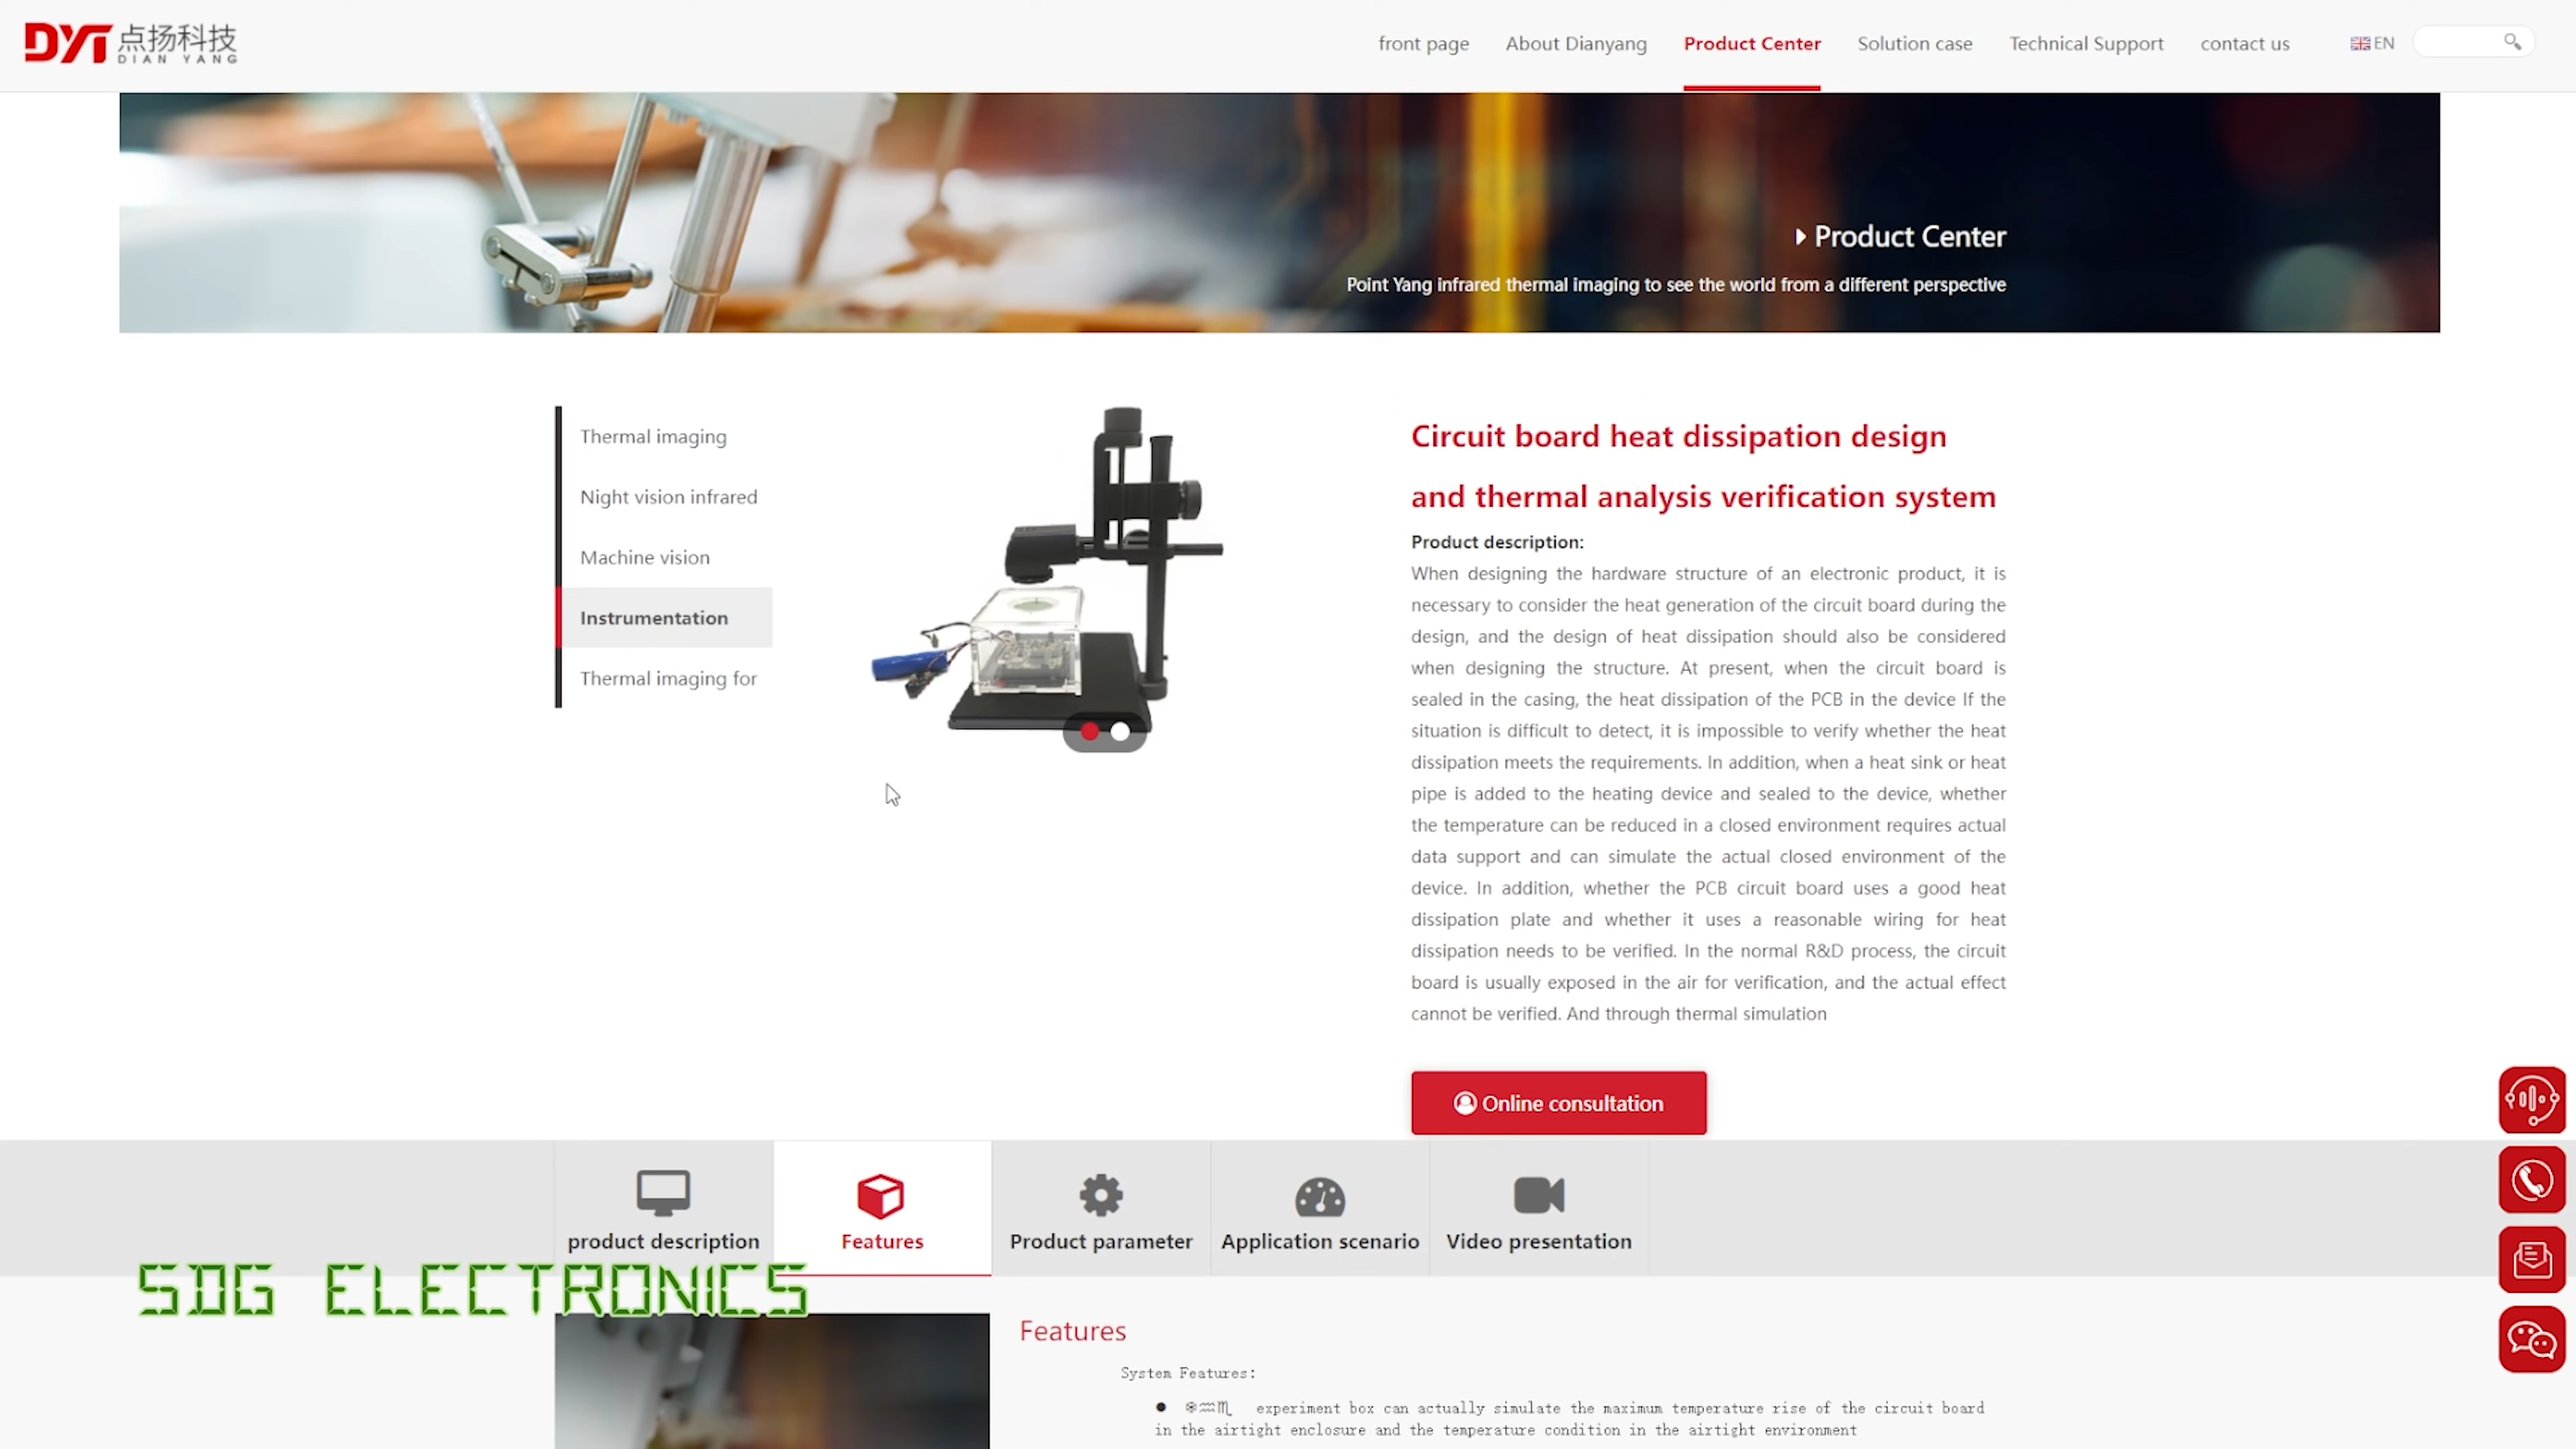 DYT 点扬科技
DIAN YANG
front page About Dianyang Product Center Solution case Technical Support contact us EN
Product Center
Point Yang infrared thermal imaging to see the world from a different perspective
Thermal imaging
Night vision infrared
Machine vision
Instrumentation
Thermal imaging for
Circuit board heat dissipation design
and thermal analysis verification system
Product description:
When designing the hardware structure of an electronic product, it is
necessary to consider the heat generation of the circuit board during the
design, and the design of heat dissipation should also be considered
when designing the structure. At present, when the circuit board is
sealed in the casing, the heat dissipation of the PCB in the device If the
situation is difficult to detect, it is impossible to verify whether the heat
dissipation meets the requirements. In addition, when a heat sink or heat
pipe is added to the heating device and sealed to the device, whether
the temperature can be reduced in a closed environment requires actual
data support and can simulate the actual closed environment of the
device. In addition, whether the PCB circuit board uses a good heat
dissipation plate and whether it uses a reasonable wiring for heat
dissipation needs to be verified. In the normal R&D process, the circuit
board is usually exposed in the air for verification, and the actual effect
cannot be verified. And through thermal simulation
Online consultation
product description Features Product parameter Application scenario Video presentation
SDG ELECTRONICS
Features
System Features:
● ❄♒♏ experiment box can actually simulate the maximum temperature rise of the circuit board
in the airtight enclosure and the temperature condition in the airtight environment